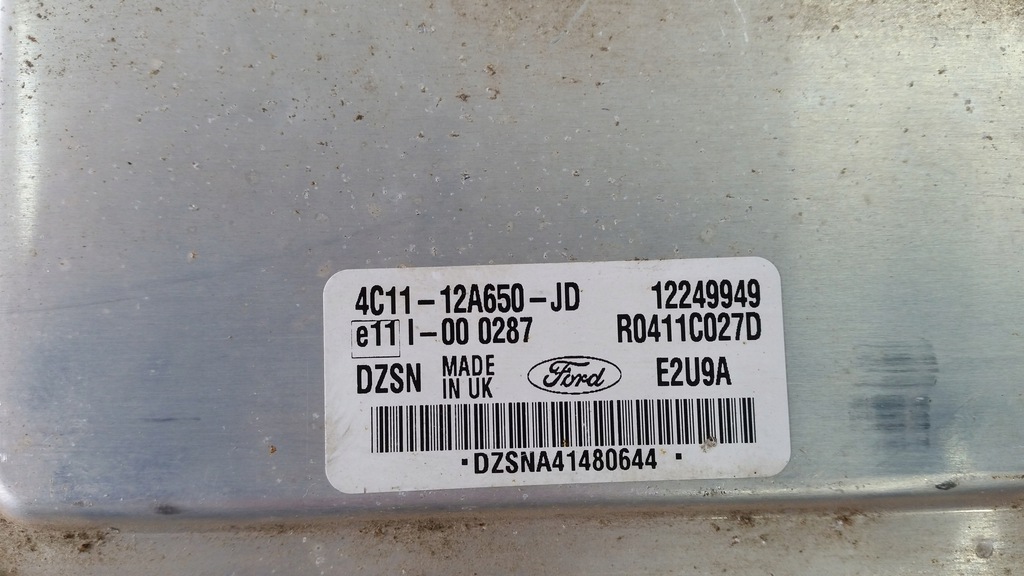 4C11-12A650-JD 12249949
e11 I-00 0287 R0411C027D
DZSN MADE IN UK Ford E2U9A
·DZSNA41480644 ·